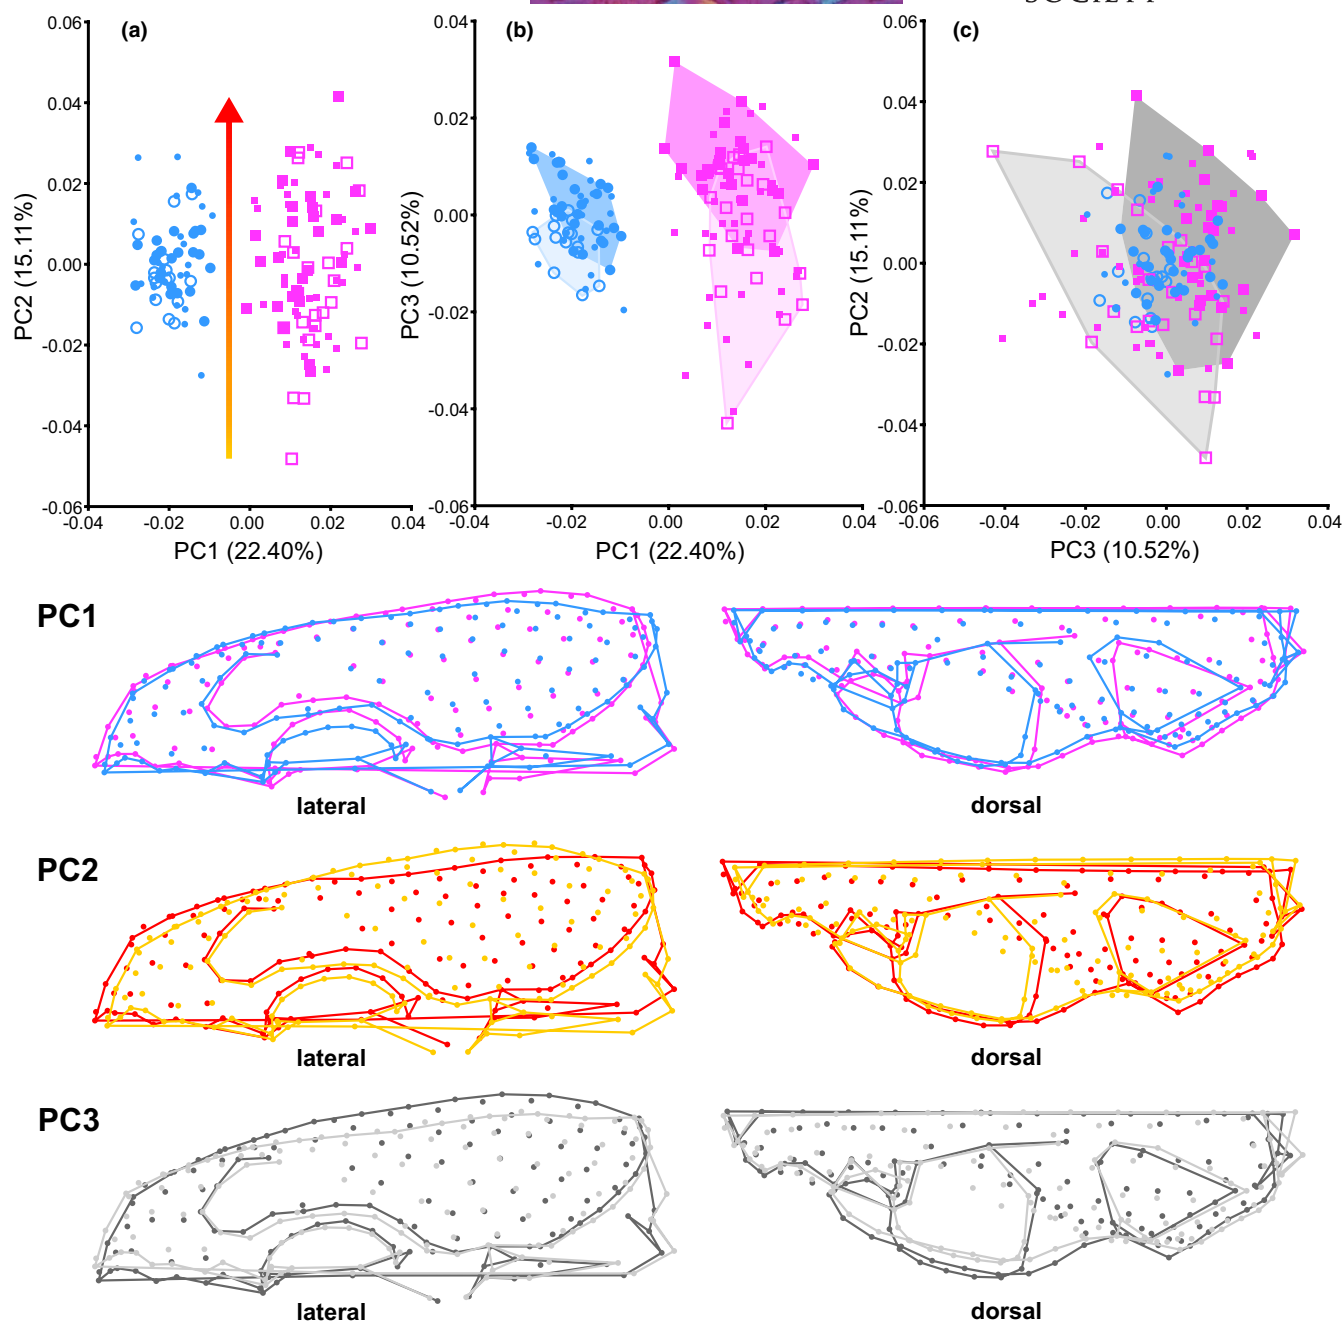 SOCIETY
(a)
0.06
0.04
0.02
0.00
-0.02
-0.04
-0.06
PC2 (15.11%)
-0.04
-0.02
0.00
0.02
0.04
PC1 (22.40%)
(b)
0.04
0.02
0.00
-0.02
-0.04
-0.06
PC3 (10.52%)
-0.02
0.00
0.02
0.04
PC1 (22.40%)
(c)
0.06
0.04
0.02
0.00
-0.02
-0.04
-0.06
PC2 (15.11%)
-0.06
-0.04
-0.02
0.00
0.02
0.04
PC3 (10.52%)
PC1
lateral
dorsal
PC2
lateral
dorsal
PC3
lateral
dorsal